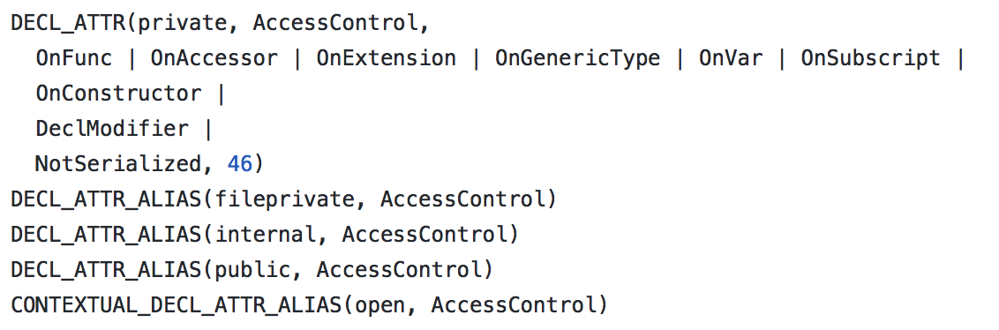 DECL_ATTR(private, AccessControl,
  OnFunc | OnAccessor | OnExtension | OnGenericType | OnVar | OnSubscript |
  OnConstructor |
  DeclModifier |
  NotSerialized, 46)
DECL_ATTR_ALIAS(fileprivate, AccessControl)
DECL_ATTR_ALIAS(internal, AccessControl)
DECL_ATTR_ALIAS(public, AccessControl)
CONTEXTUAL_DECL_ATTR_ALIAS(open, AccessControl)